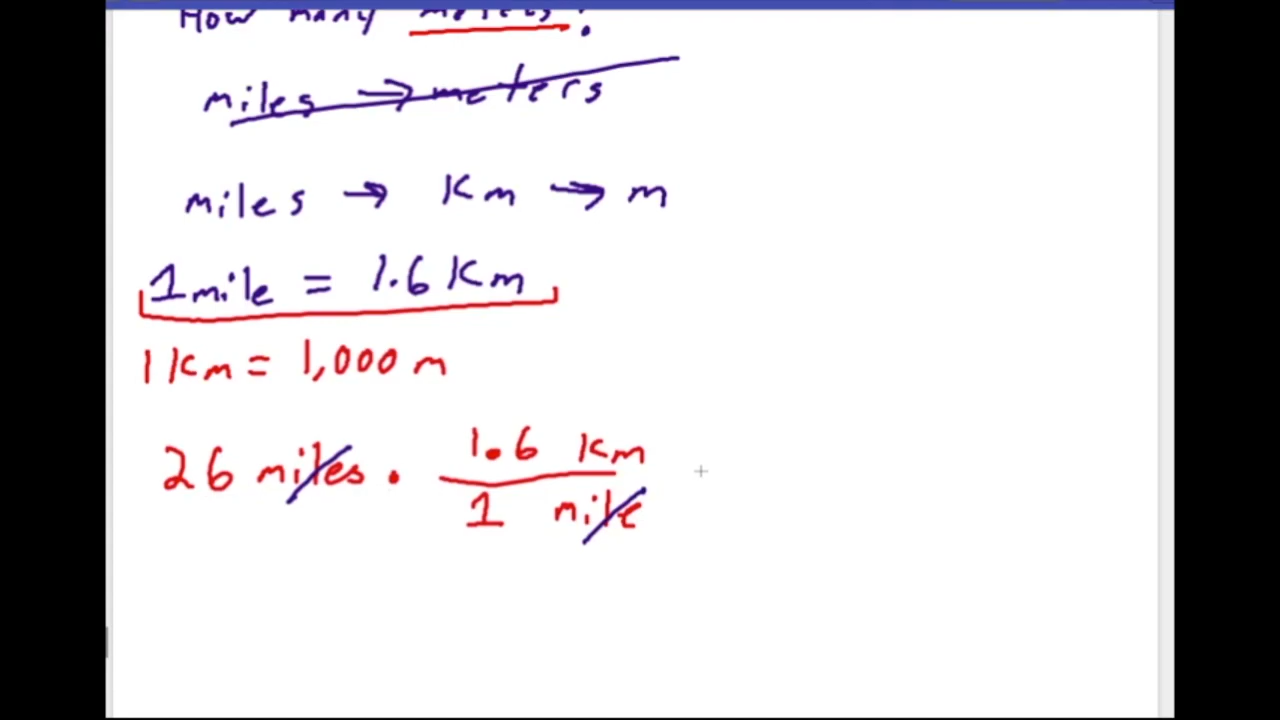 How many meters?
miles → meters
miles → Km → m
1 mile = 1.6 Km
1 Km = 1,000 m
26 miles · 1.6 Km
1 mile